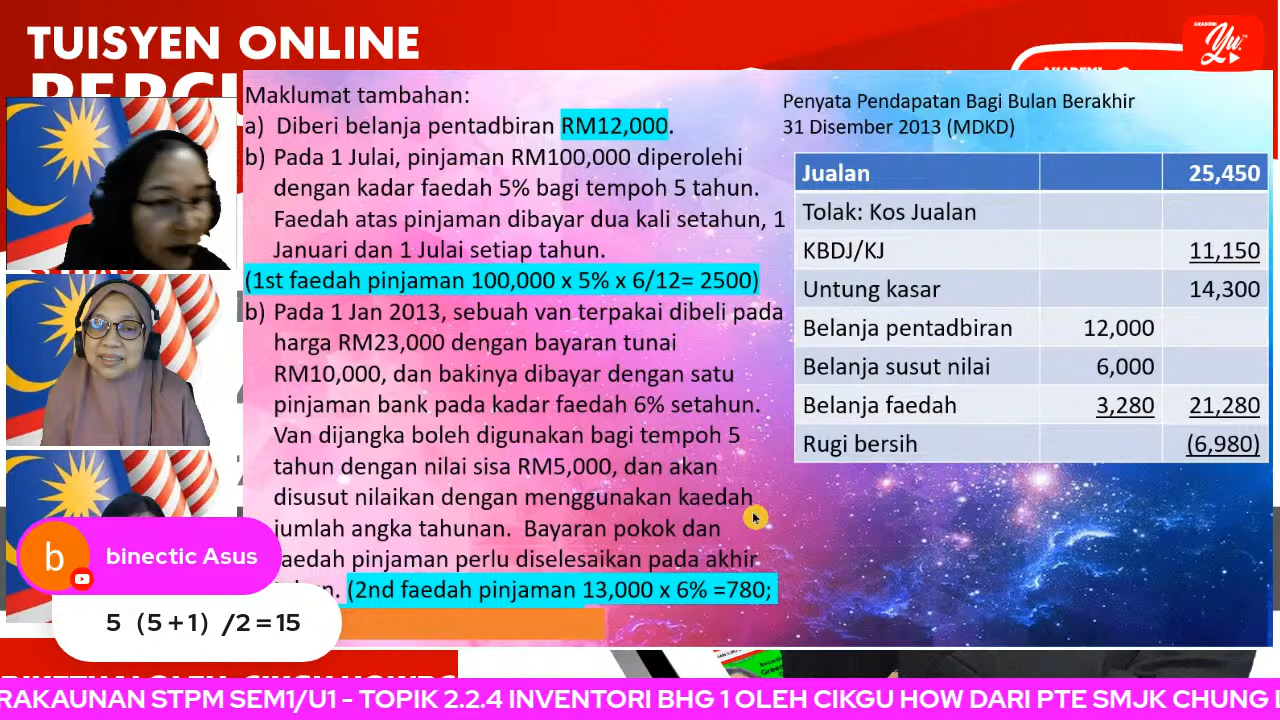 TUISYEN ONLINE
Maklumat tambahan:
a) Diberi belanja pentadbiran RM12,000.
b) Pada 1 Julai, pinjaman RM100,000 diperolehi
dengan kadar faedah 5% bagi tempoh 5 tahun.
Faedah atas pinjaman dibayar dua kali setahun, 1
Januari dan 1 Julai setiap tahun.
(1st faedah pinjaman 100,000 x 5% x 6/12= 2500)
b) Pada 1 Jan 2013, sebuah van terpakai dibeli pada
harga RM23,000 dengan bayaran tunai
RM10,000, dan bakinya dibayar dengan satu
pinjaman bank pada kadar faedah 6% setahun.
Van dijangka boleh digunakan bagi tempoh 5
tahun dengan nilai sisa RM5,000, dan akan
disusut nilaikan dengan menggunakan kaedah
jumlah angka tahunan. Bayaran pokok dan
faedah pinjaman perlu diselesaikan pada akhir
(2nd faedah pinjaman 13,000 x 6% =780;
Penyata Pendapatan Bagi Bulan Berakhir
31 Disember 2013 (MDKD)
Jualan 25,450
Tolak: Kos Jualan
KBDJ/KJ 11,150
Untung kasar 14,300
Belanja pentadbiran 12,000
Belanja susut nilai 6,000
Belanja faedah 3,280 21,280
Rugi bersih (6,980)
AKADEMI
Yu
b binectic Asus
5（5+1）/2=15
RAKAUNAN STPM SEM1/U1 - TOPIK 2.2.4 INVENTORI BHG 1 OLEH CIKGU HOW DARI PTE SMJK CHUNG